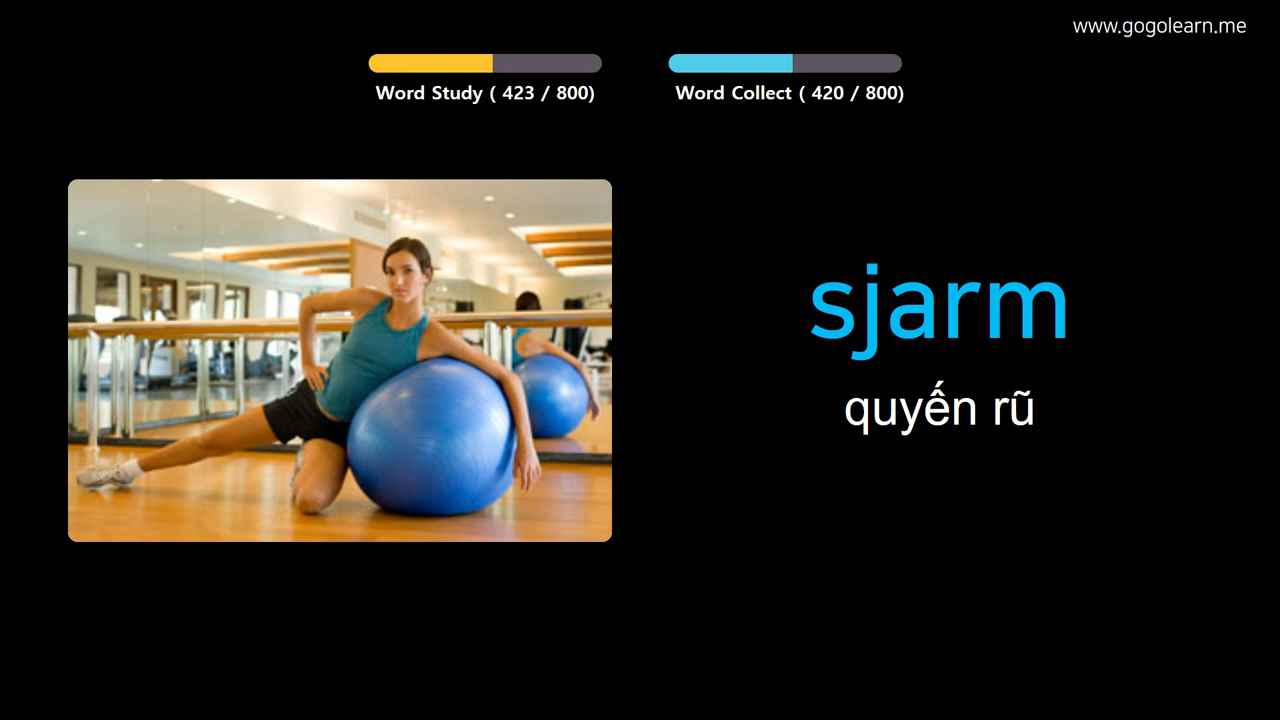 www.gogolearn.me
Word Study ( 423 / 800)
Word Collect ( 420 / 800)
sjarm
quyến rũ